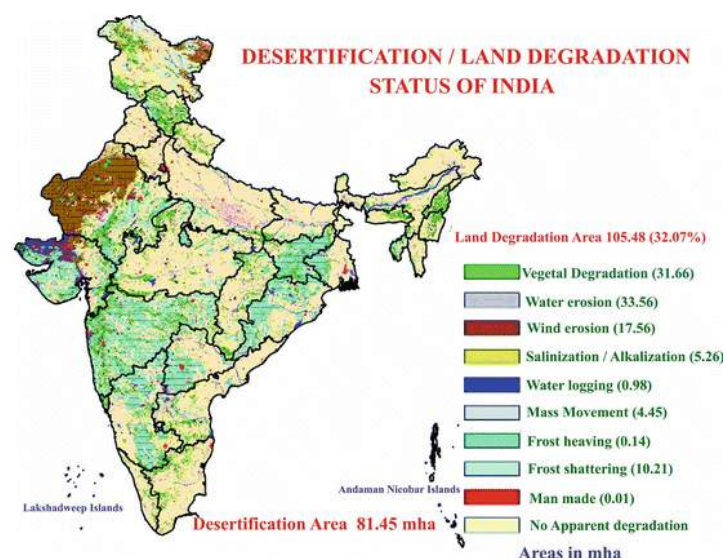 DESERTIFICATION / LAND DEGRADATION
STATUS OF INDIA
Land Degradation Area 105.48 (32.07%)
Vegetal Degradation (31.66)
Water erosion (33.56)
Wind erosion (17.56)
Salinization / Alkalization (5.26)
Water logging (0.98)
Mass Movement (4.45)
Frost heaving (0.14)
Frost shattering (10.21)
Man made (0.01)
No Apparent degradation
Areas in mha
Andaman Nicobar Islands
Lakshadweep Islands
Desertification Area 81.45 mha